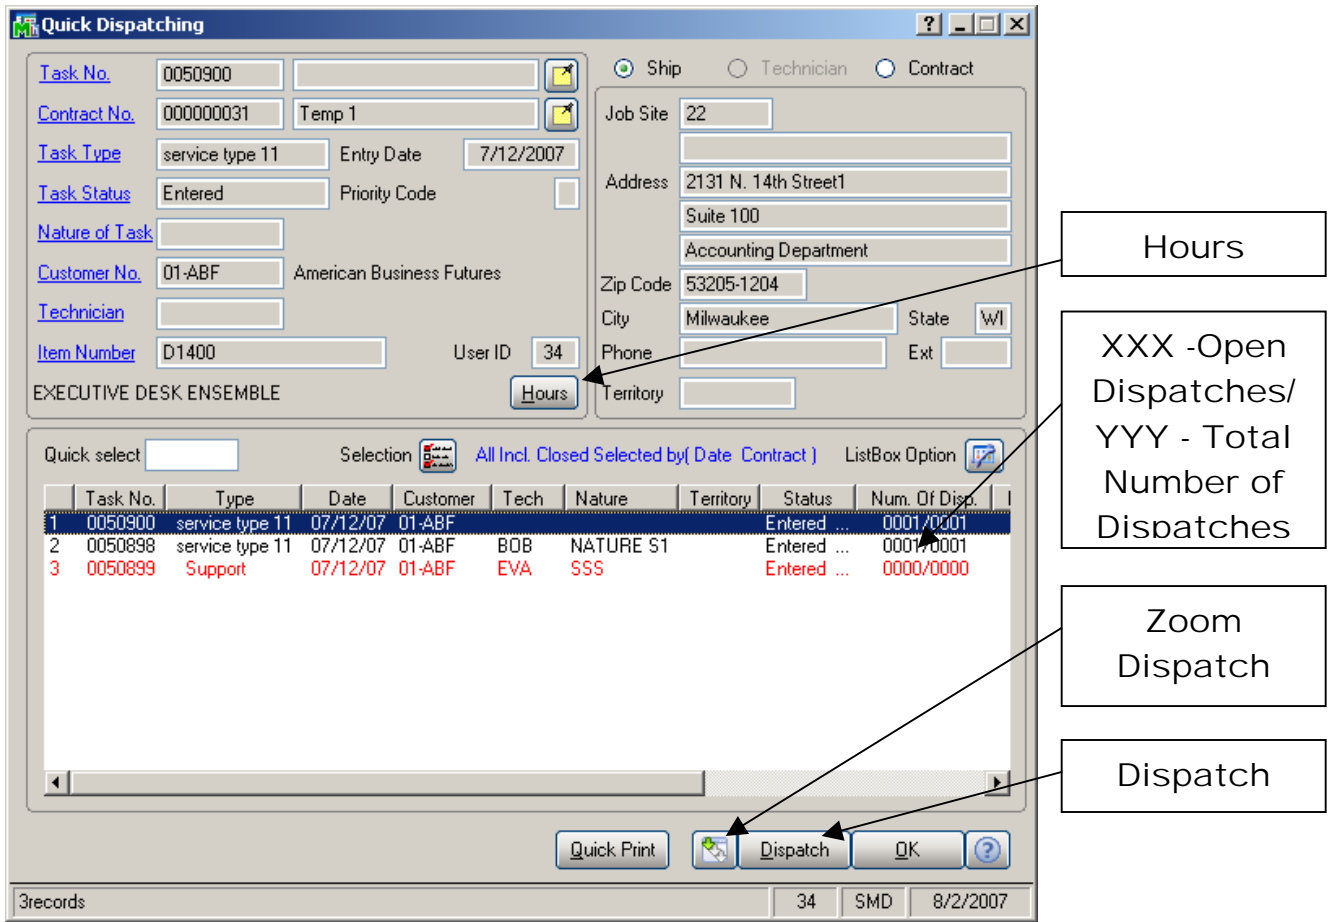 Quick Dispatching
Task No. 0050900
Contract No. 000000031 Temp 1
Task Type service type 11 Entry Date 7/12/2007
Task Status Entered Priority Code
Nature of Task
Customer No. 01-ABF American Business Futures
Technician
Item Number D1400 User ID 34
EXECUTIVE DESK ENSEMBLE Hours
Ship Technician Contract
Job Site 22
Address 2131 N. 14th Street1
Suite 100
Accounting Department
Zip Code 53205-1204
City Milwaukee State WI
Phone Ext
Territory
Quick select Selection All Incl. Closed Selected by( Date Contract ) ListBox Option
Task No. Type Date Customer Tech Nature Territory Status Num. Of Disp.
1 0050900 service type 11 07/12/07 01-ABF Entered ... 0001/0001
2 0050898 service type 11 07/12/07 01-ABF BOB NATURE S1 Entered ... 0001/0001
3 0050899 Support 07/12/07 01-ABF EVA SSS Entered ... 0000/0000
Quick Print Dispatch OK
3records 34 SMD 8/2/2007
Hours
XXX -Open
Dispatches/
YYY - Total
Number of
Dispatches
Zoom
Dispatch
Dispatch